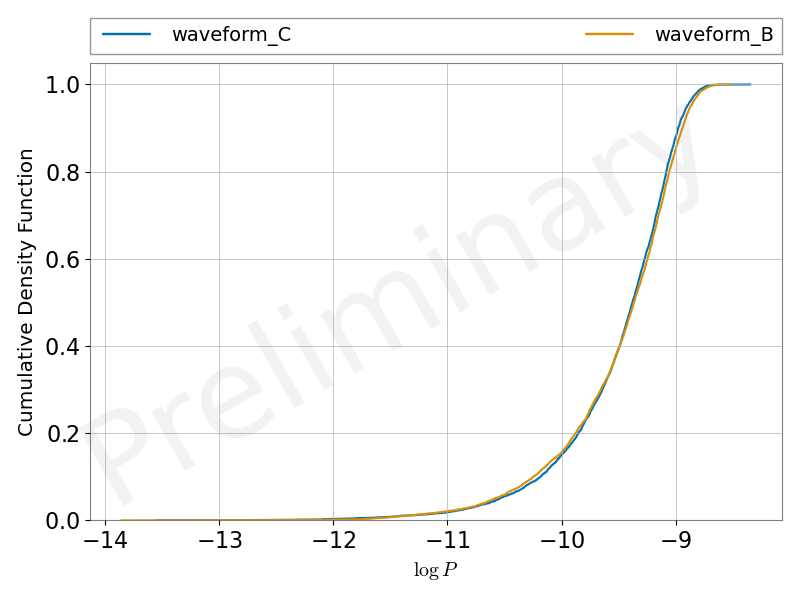 waveform_C waveform_B
1.0
0.8
0.6
0.4
0.2
0.0
Cumulative Density Function
Preliminary
−14 −13 −12 −11 −10 −9
log P